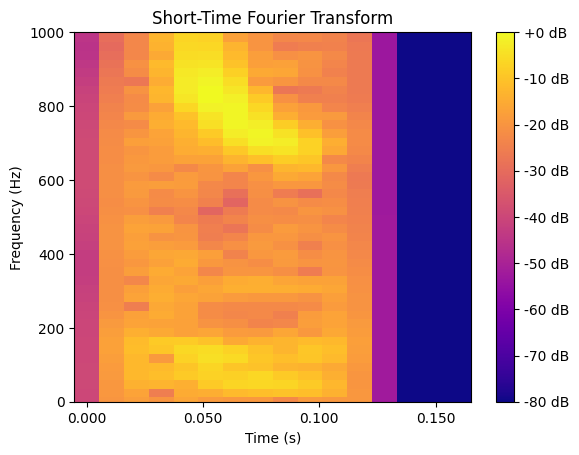 Short-Time Fourier Transform
1000
800
600
400
200
0
Frequency (Hz)
0.000
0.050
0.100
0.150
Time (s)
+0 dB
-10 dB
-20 dB
-30 dB
-40 dB
-50 dB
-60 dB
-70 dB
-80 dB